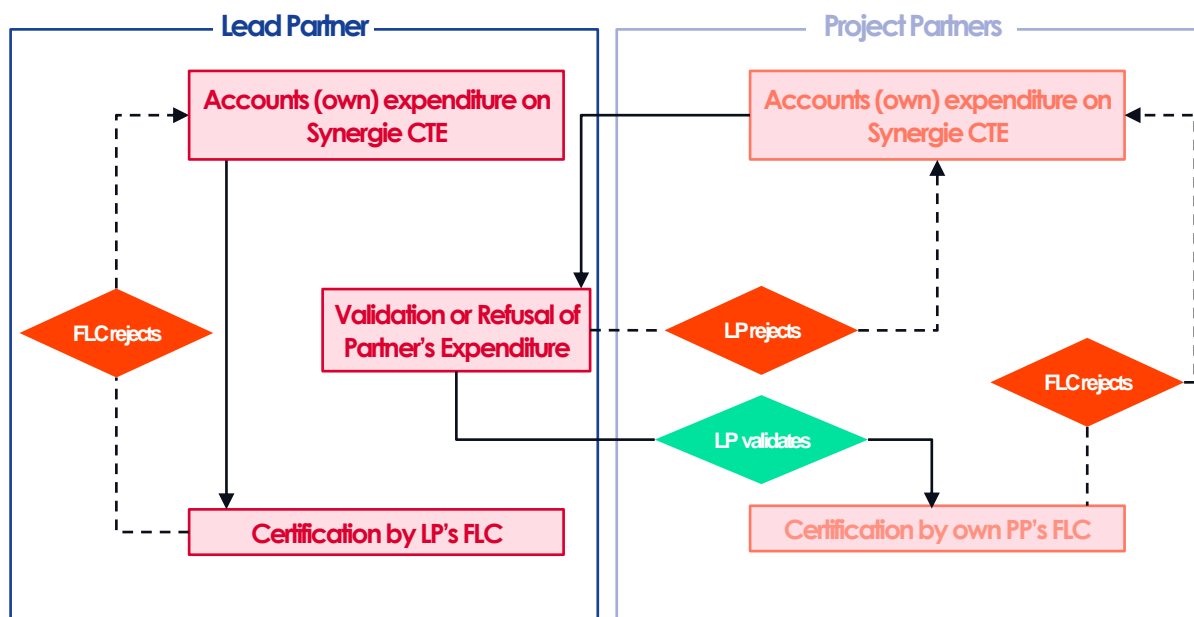 Lead Partner
Project Partners
Accounts (own) expenditure on
Synergie CTE
Accounts (own) expenditure on
Synergie CTE
Validation or Refusal of
Partner's Expenditure
FLC rejects
LP rejects
FLC rejects
LP validates
Certification by LP's FLC
Certification by own PP's FLC